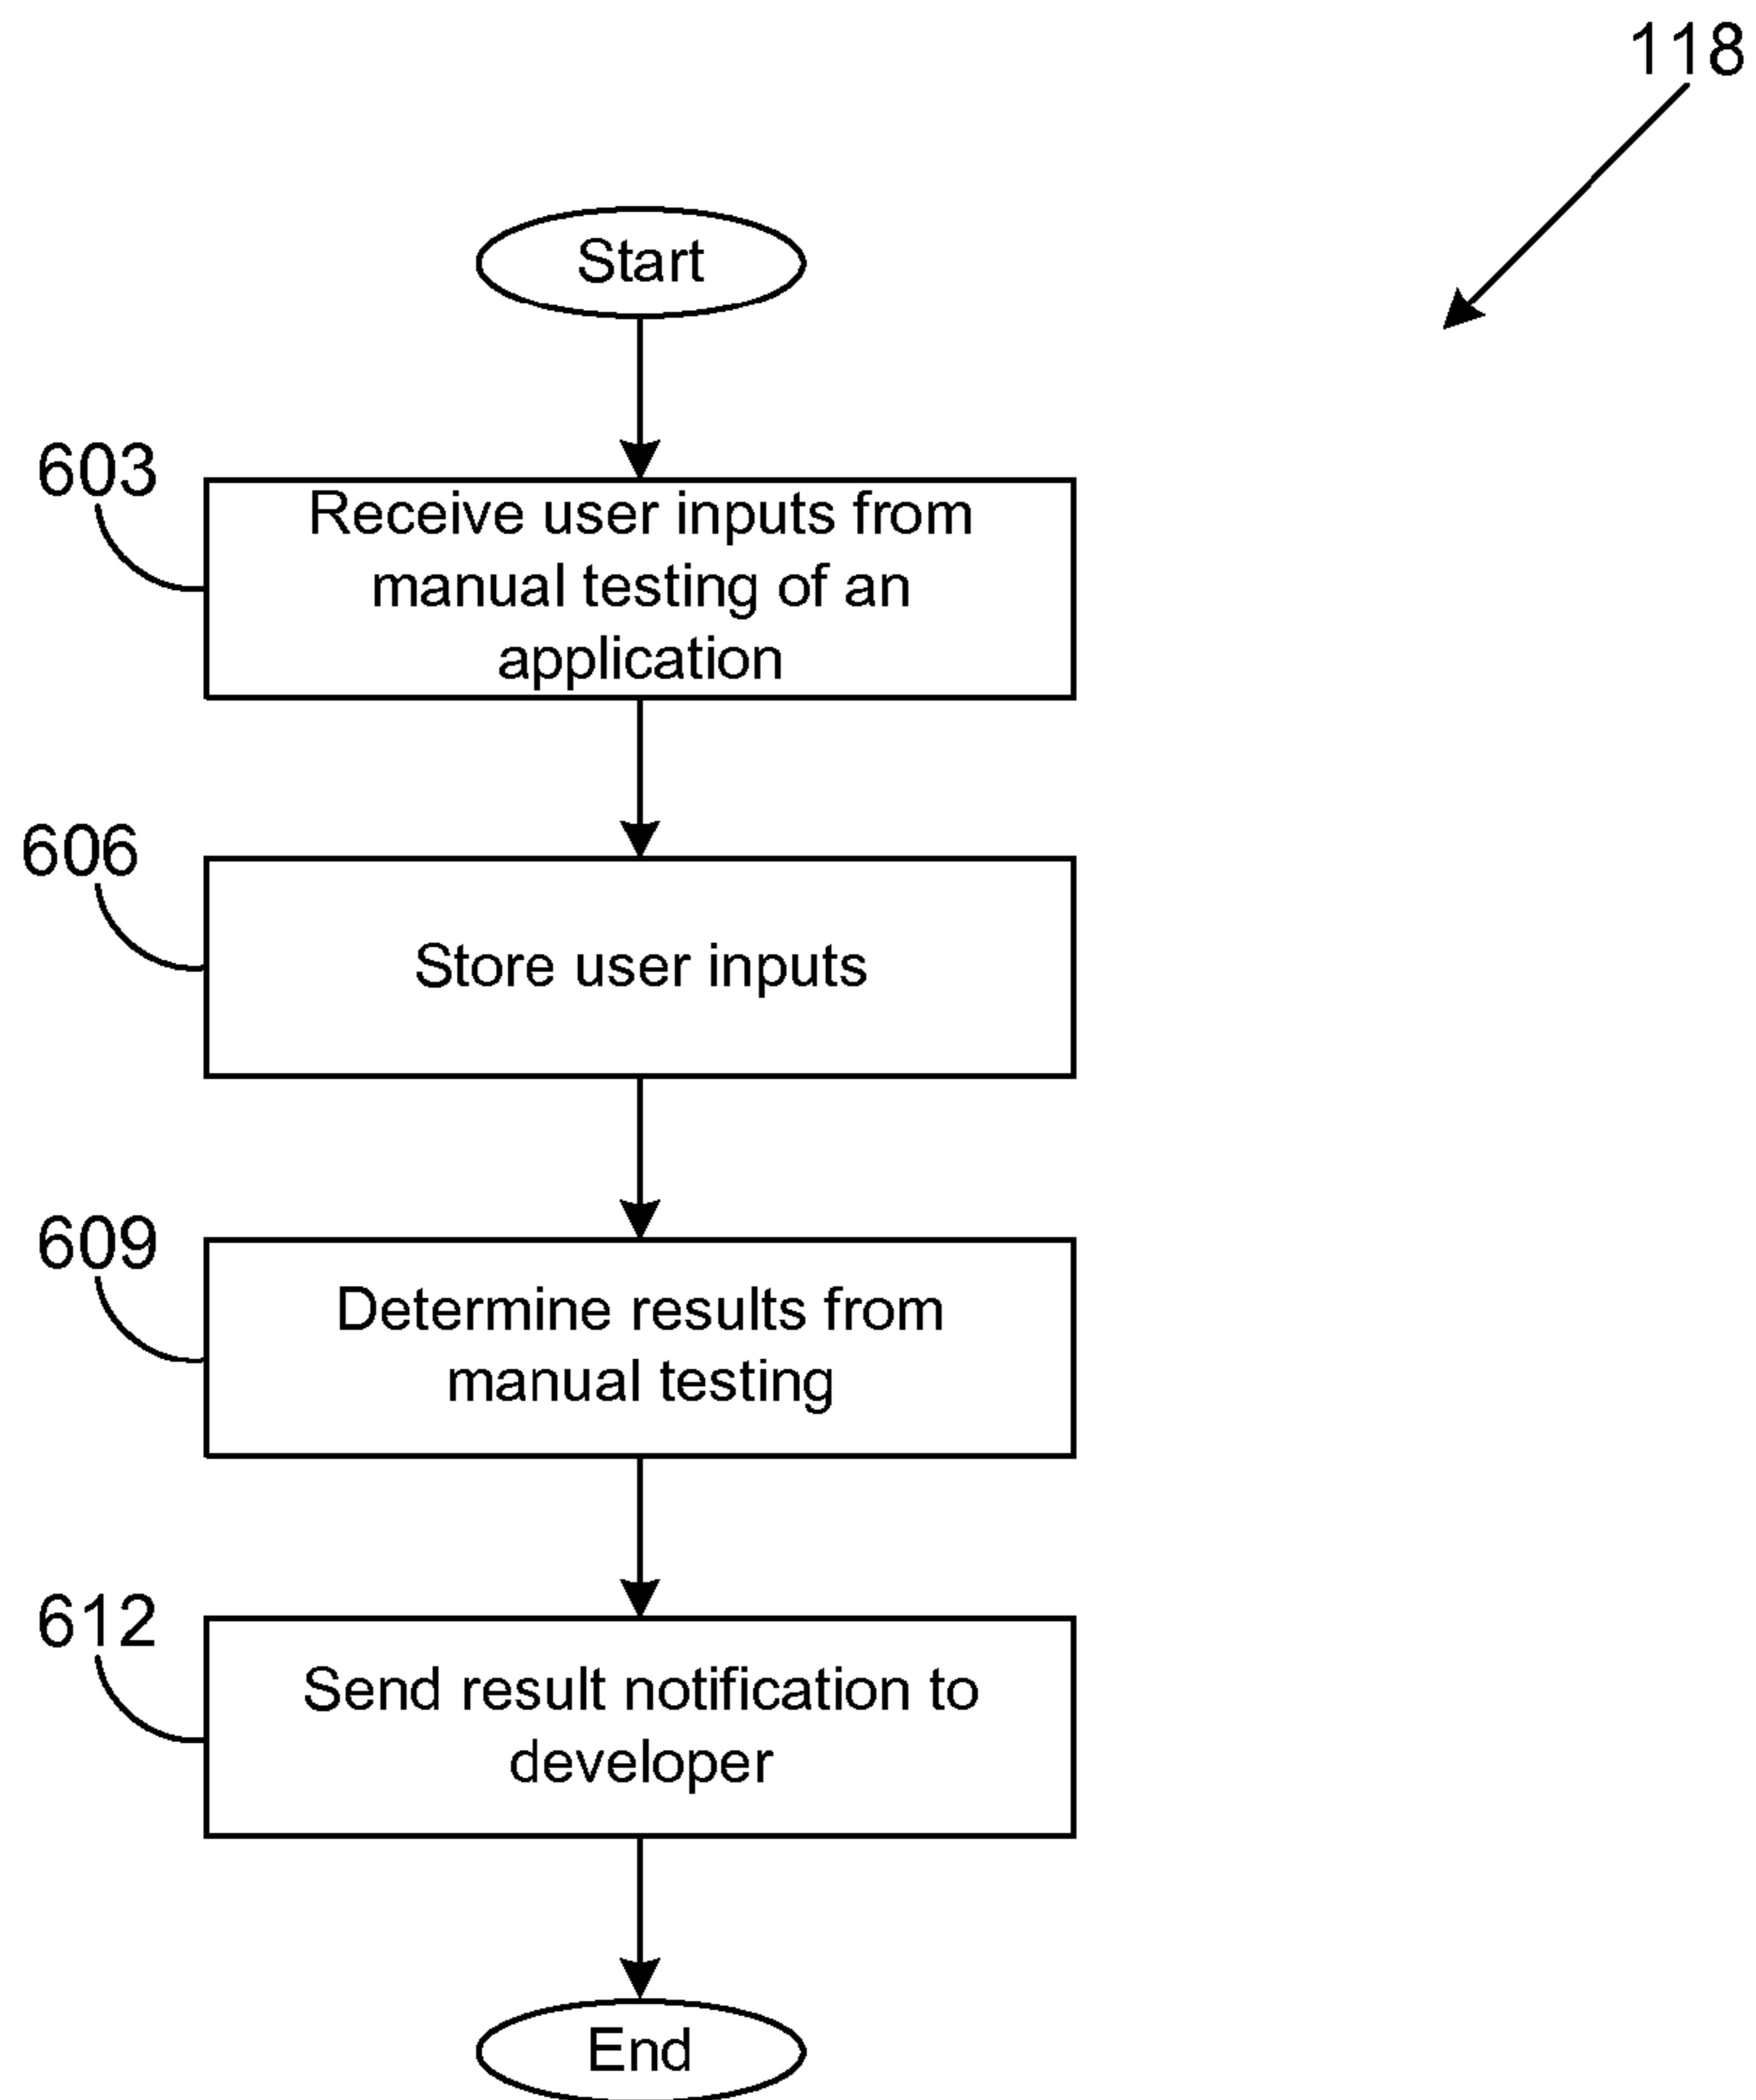 118
Start
603
Receive user inputs from
manual testing of an
application
606
Store user inputs
609
Determine results from
manual testing
612
Send result notification to
developer
End